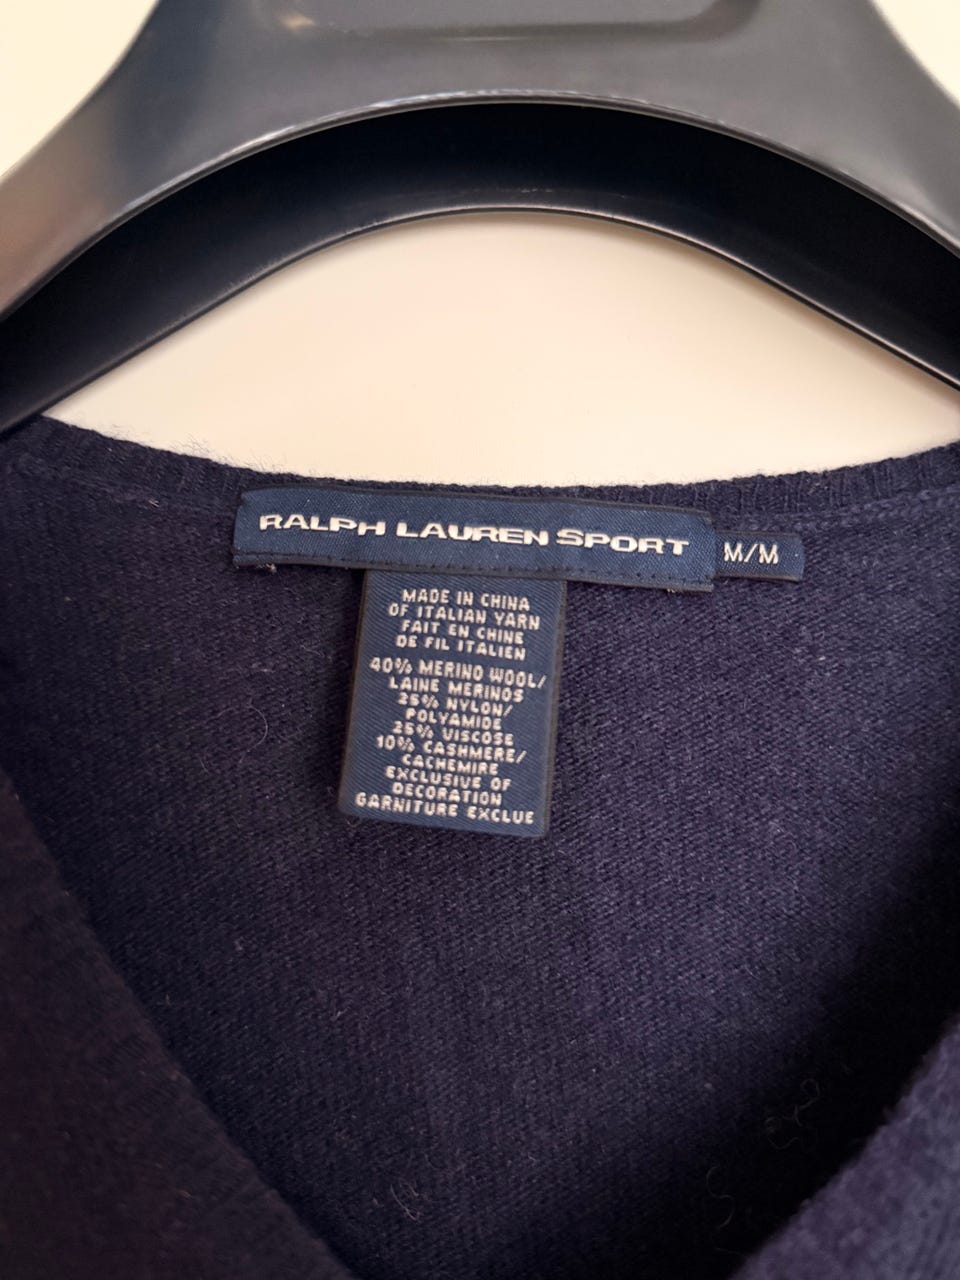 RALPH LAUREN SPORT
M/M
MADE IN CHINA
OF ITALIAN YARN
FAIT EN CHINE
DE FIL ITALIEN
40% MERINO WOOL/
LAINE MERINOS
25% NYLON/
POLYAMIDE
25% VISCOSE
10% CASHMERE/
CACHEMIRE
EXCLUSIVE OF
DECORATION
GARNITURE EXCLUE